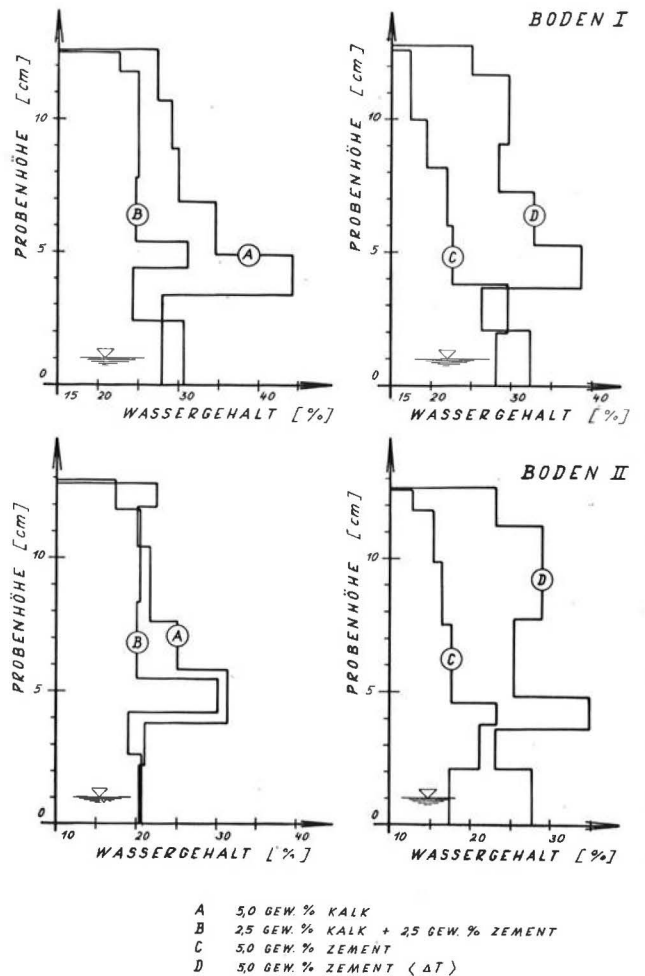 BODEN I
PROBENHÖHE [cm]
10
5
0
B
A
15 20 30 40
WASSERGEHALT [%]
PROBENHÖHE [cm]
10
5
0
D
C
15 20 30 40
WASSERGEHALT [%]
BODEN II
PROBENHÖHE [cm]
10
5
0
B
A
10 20 30
WASSERGEHALT [%]
PROBENHÖHE [cm]
10
5
0
D
C
10 20 30
WASSERGEHALT [%]
A 5,0 GEW. % KALK
B 2,5 GEW. % KALK + 2,5 GEW. % ZEMENT
C 5,0 GEW. % ZEMENT
D 5,0 GEW. % ZEMENT (ΔT)